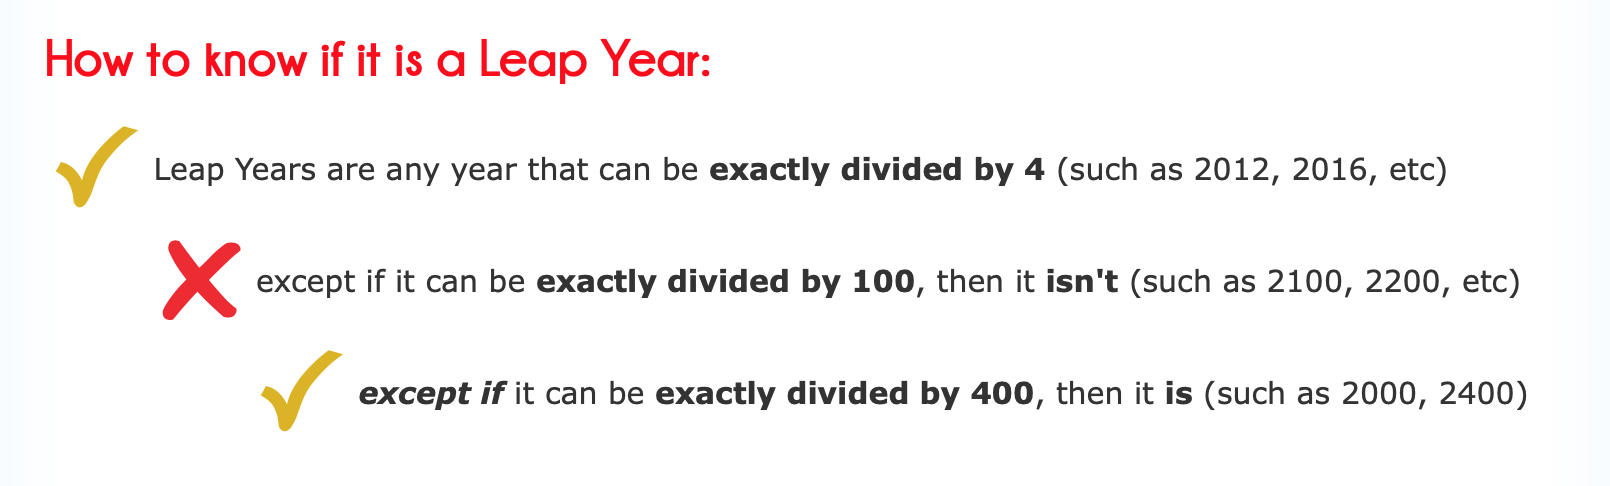 How to know if it is a Leap Year:
Leap Years are any year that can be exactly divided by 4 (such as 2012, 2016, etc)
except if it can be exactly divided by 100, then it isn't (such as 2100, 2200, etc)
except if it can be exactly divided by 400, then it is (such as 2000, 2400)